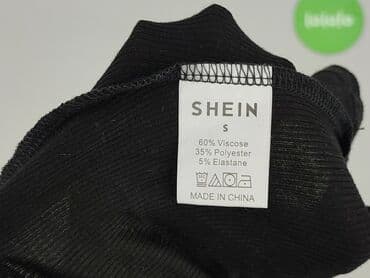 SHEIN
S
60% Viscose
35% Polyester
5% Elastane
MADE IN CHINA